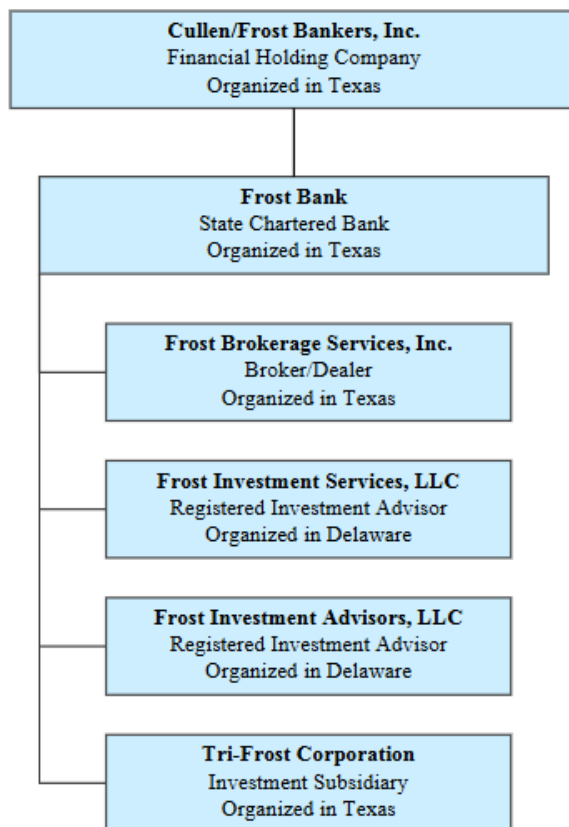 Cullen/Frost Bankers, Inc.
Financial Holding Company
Organized in Texas
Frost Bank
State Chartered Bank
Organized in Texas
Frost Brokerage Services, Inc.
Broker/Dealer
Organized in Texas
Frost Investment Services, LLC
Registered Investment Advisor
Organized in Delaware
Frost Investment Advisors, LLC
Registered Investment Advisor
Organized in Delaware
Tri-Frost Corporation
Investment Subsidiary
Organized in Texas